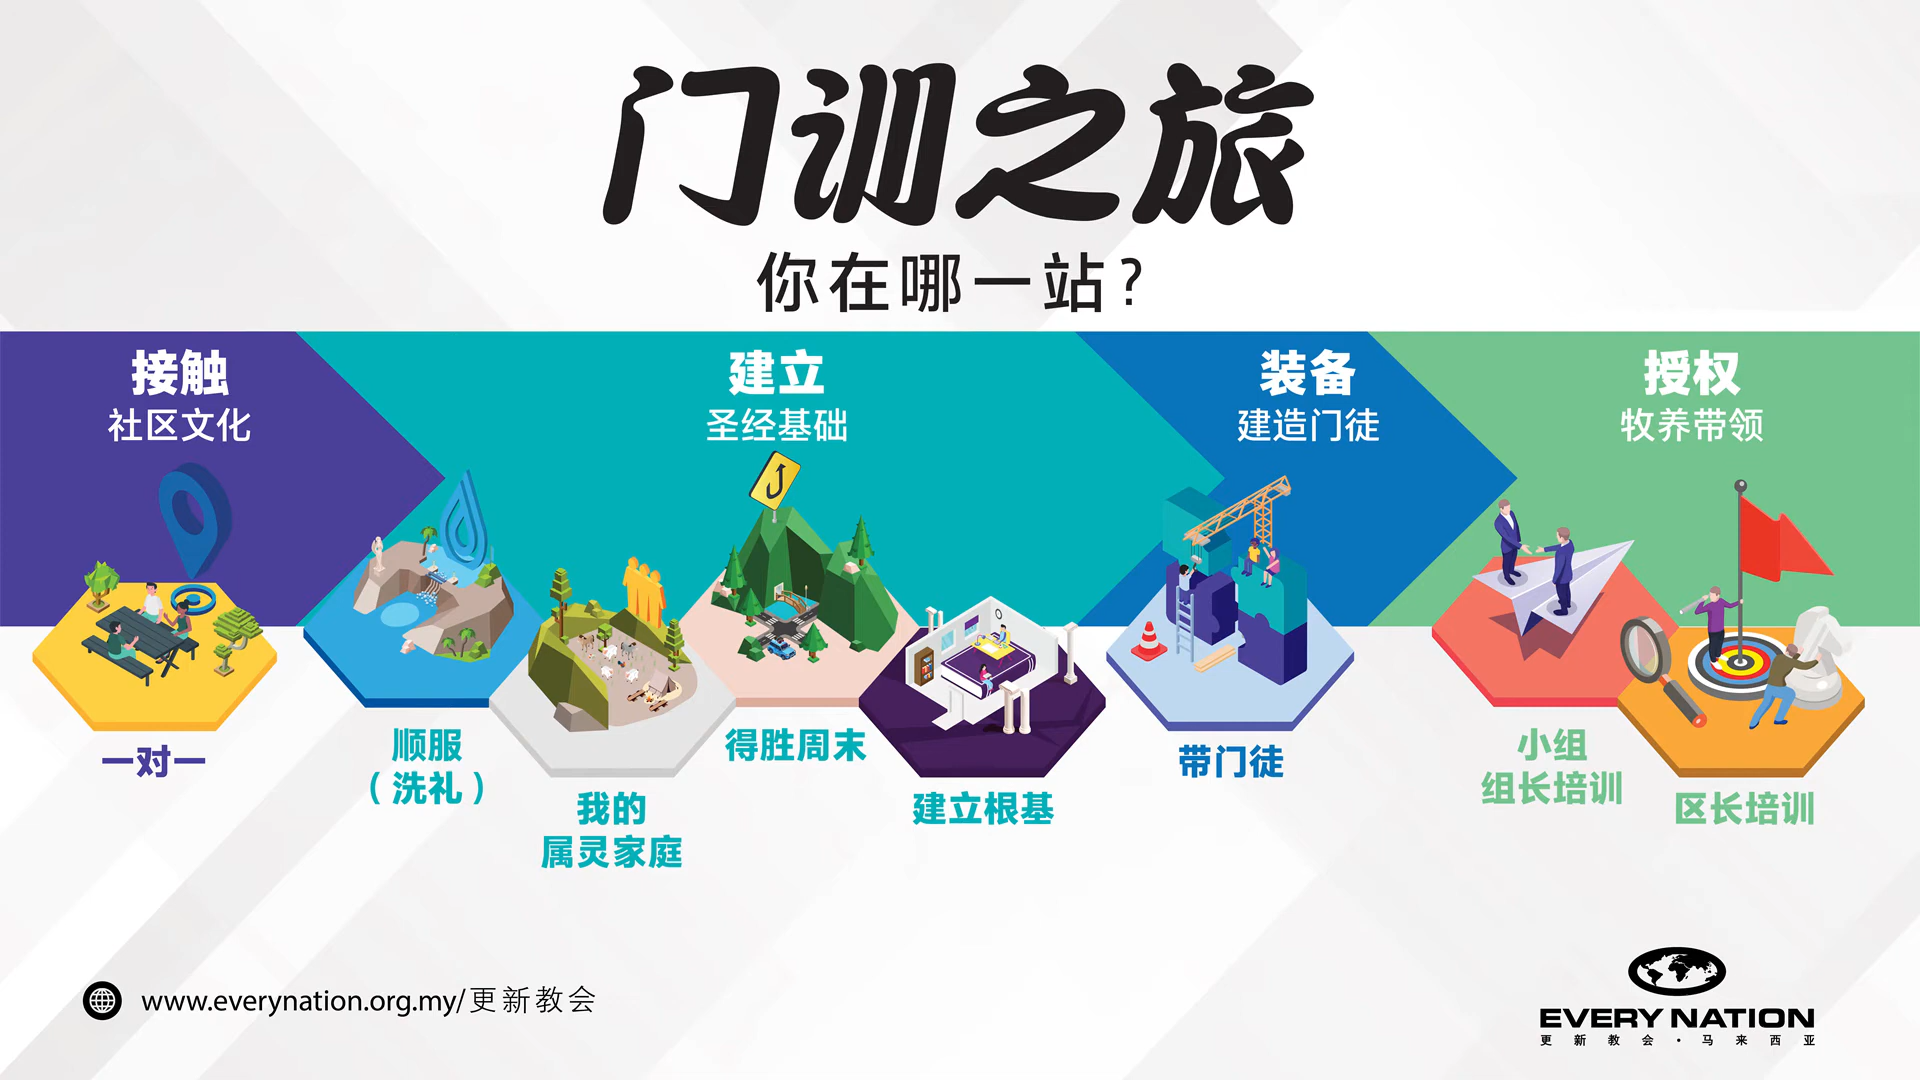 门训之旅
你在哪一站?
接触
社区文化
建立
圣经基础
装备
建造门徒
授权
牧养带领
一对一
顺服
(洗礼)
我的
属灵家庭
得胜周末
建立根基
带门徒
小组
组长培训
区长培训
www.everynation.org.my/更新教会
EVERY NATION
更新教会·马来西亚